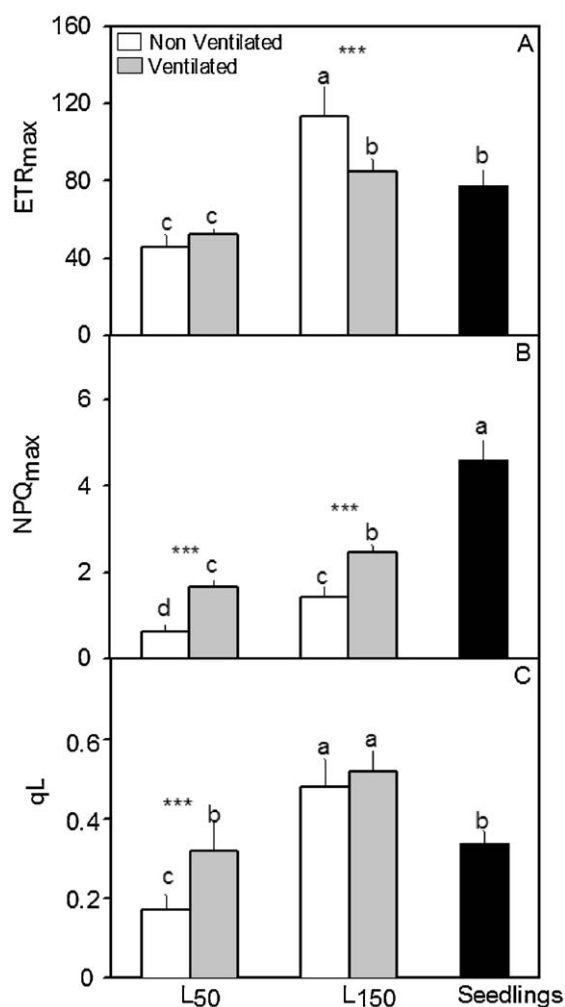 160
Non Ventilated
Ventilated
***
A
a
120
b
b
ETRmax
80
c
c
40
0
B
6
a
NPQmax
4
***
b
***
c
2
c
d
0
C
0.6
a
a
qL
***
b
b
0.4
c
0.2
0
L50
L150
Seedlings